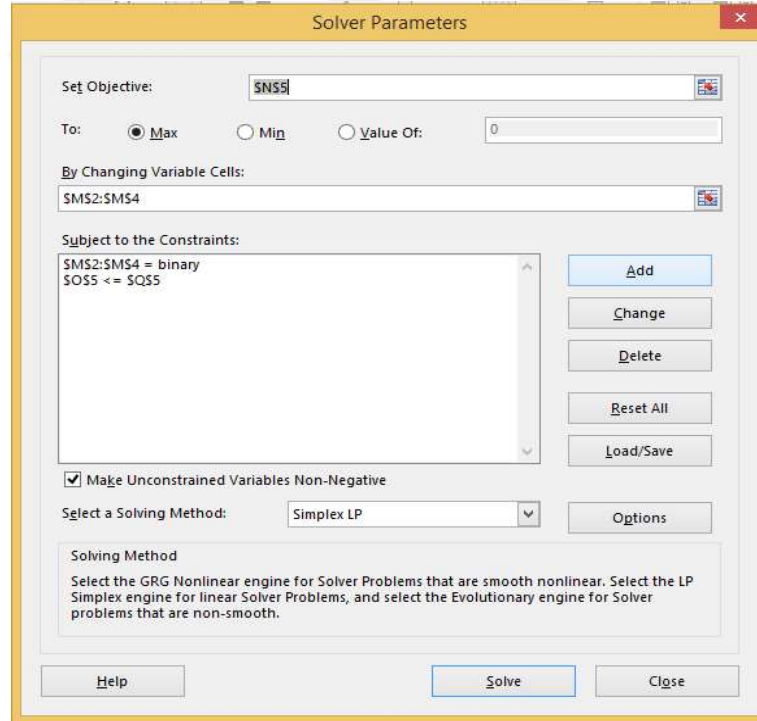 Solver Parameters
Set Objective:
$N$5
To:
Max
Min
Value Of:
0
By Changing Variable Cells:
$M$2:$M$4
Subject to the Constraints:
$M$2:$M$4 = binary
$O$5 <= $Q$5
Add
Change
Delete
Reset All
Load/Save
Make Unconstrained Variables Non-Negative
Select a Solving Method:
Simplex LP
Options
Solving Method
Select the GRG Nonlinear engine for Solver Problems that are smooth nonlinear. Select the LP
Simplex engine for linear Solver Problems, and select the Evolutionary engine for Solver
problems that are non-smooth.
Help
Solve
Close